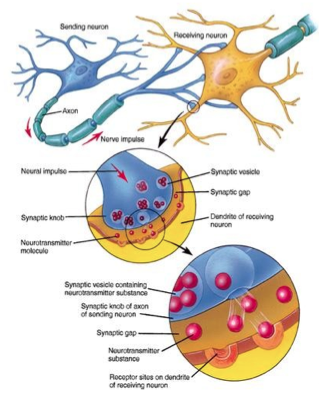 Sending neuron
Receiving neuron
Axon
Nerve impulse
Neural impulse
Synaptic vesicle
Synaptic gap
Synaptic knob
Dendrite of receiving
neuron
Neurotransmitter
molecule
Synaptic vesicle containing
neurotransmitter substance
Synaptic knob of axon
of sending neuron
Synaptic gap
Neurotransmitter
substance
Receptor sites on dendrite
of receiving neuron